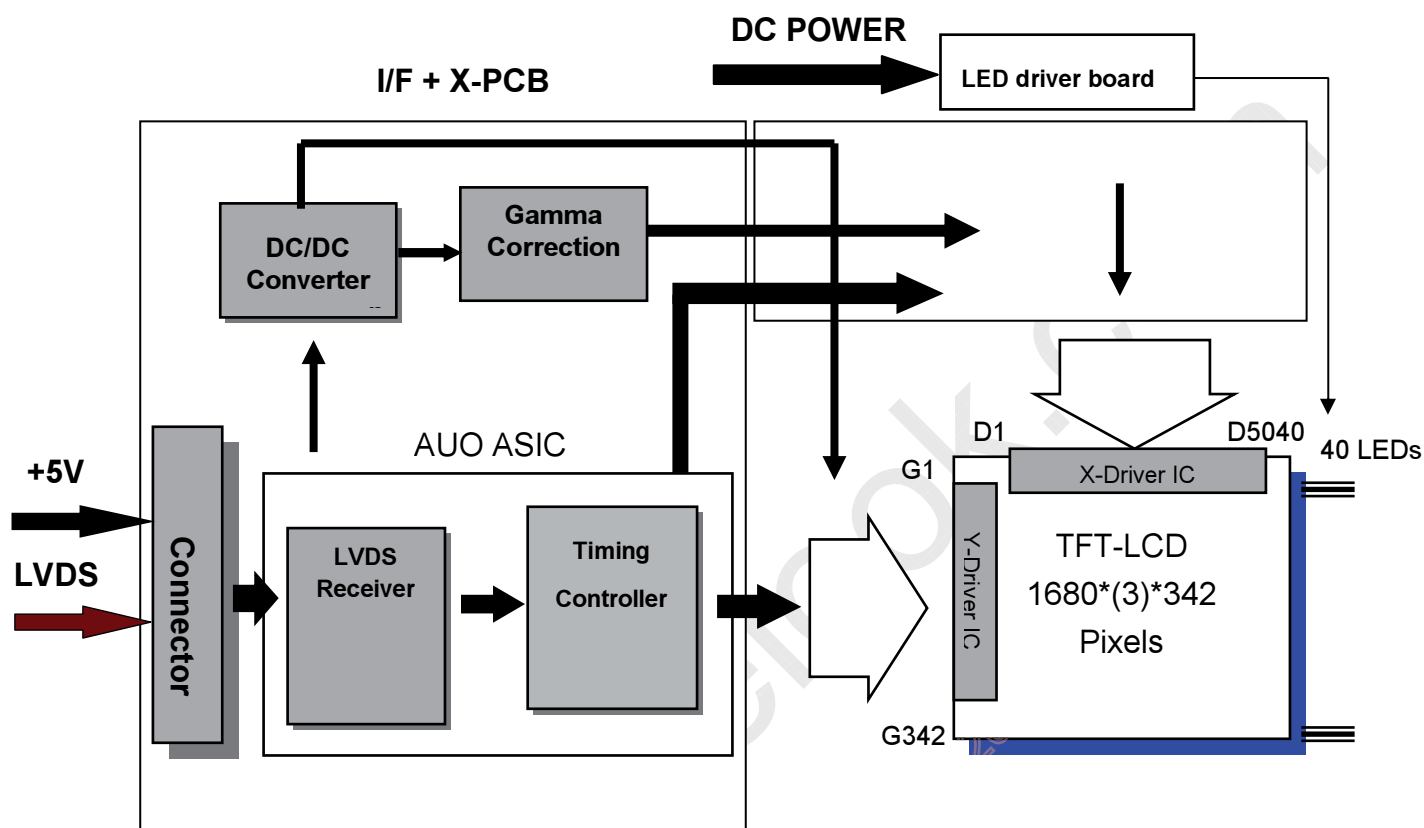 DC POWER
LED driver board
I/F + X-PCB
Gamma
Correction
DC/DC
Converter
AUO ASIC
D1
D5040
40 LEDs
+5V
G1
X-Driver IC
LVDS
Connector
LVDS
Receiver
Timing
Controller
Y-Driver IC
TFT-LCD
1680*(3)*342
Pixels
G342